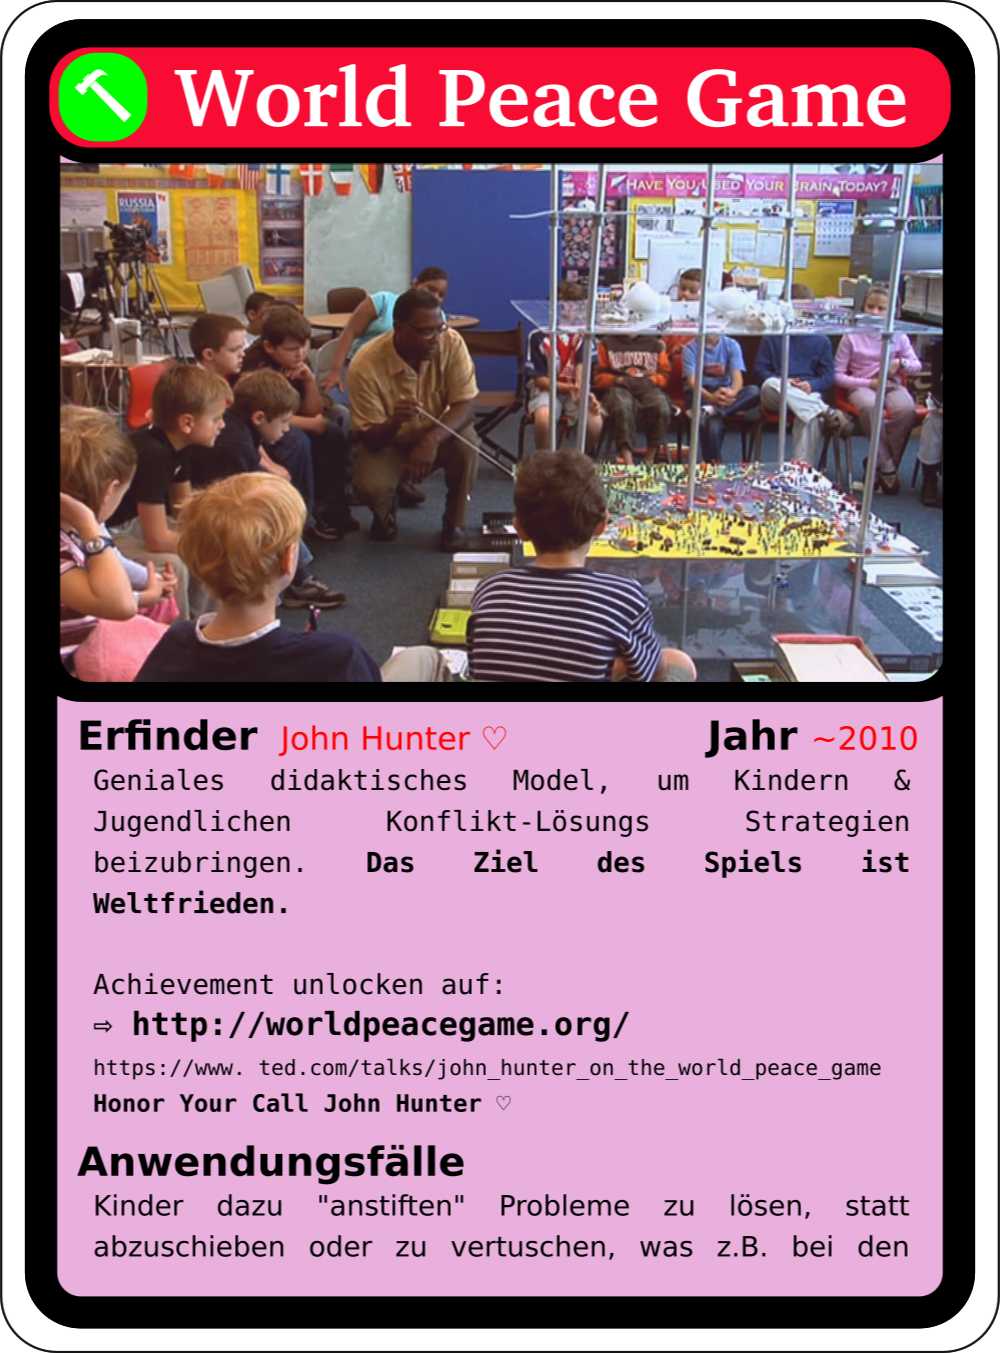 World Peace Game
RUSSIA
HAVE YOU USED YOUR BRAIN TODAY?
Erfinder John Hunter ♡ Jahr ~2010
Geniales didaktisches Model, um Kindern &
Jugendlichen Konflikt-Lösungs Strategien
beizubringen. Das Ziel des Spiels ist
Weltfrieden.
Achievement unlocken auf:
⇨ http://worldpeacegame.org/
https://www. ted.com/talks/john_hunter_on_the_world_peace_game
Honor Your Call John Hunter ♡
Anwendungsfälle
Kinder dazu "anstiften" Probleme zu lösen, statt
abzuschieben oder zu vertuschen, was z.B. bei den